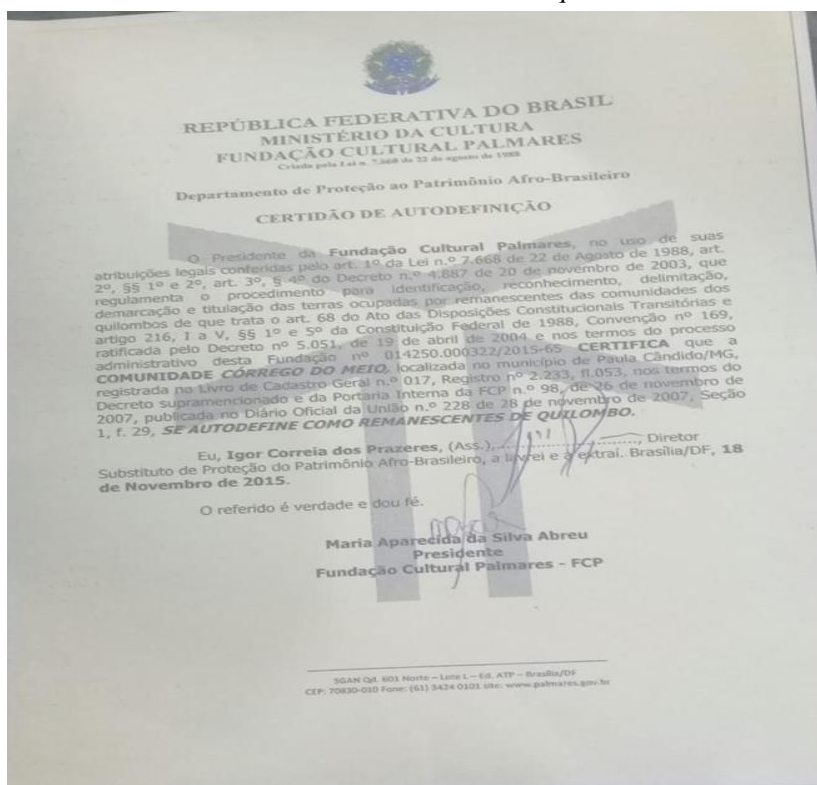 REPÚBLICA FEDERATIVA DO BRASIL
MINISTÉRIO DA CULTURA
FUNDAÇÃO CULTURAL PALMARES
Criada pela Lei n. 7.668 de 22 de agosto de 1988
Departamento de Proteção ao Patrimônio Afro-Brasileiro
CERTIDÃO DE AUTODEFINIÇÃO
O Presidente da Fundação Cultural Palmares, no uso de suas
atribuições legais conferidas pelo art. 1º da Lei n.º 7.668 de 22 de Agosto de 1988, art.
2º, §§ 1º e 2º, art. 3º, § 4º do Decreto n.º 4.887 de 20 de novembro de 2003, que
regulamenta o procedimento para identificação, reconhecimento, delimitação,
demarcação e titulação das terras ocupadas por remanescentes das comunidades dos
quilombos de que trata o art. 68 do Ato das Disposições Constitucionais Transitórias e
artigo 216, I a V, §§ 1º e 5º da Constituição Federal de 1988, Convenção nº 169,
ratificada pelo Decreto nº 5.051, de 19 de abril de 2004 e nos termos do processo
administrativo desta Fundação nº 014250.000322/2015-65 CERTIFICA que a
COMUNIDADE CÓRREGO DO MEIO, localizada no município de Paula Cândido/MG,
registrada no Livro de Cadastro Geral n.º 017, Registro nº 2.233, fl.053, nos termos do
Decreto supramencionado e da Portaria Interna da FCP n.º 98, de 26 de novembro de
2007, publicada no Diário Oficial da União n.º 228 de 28 de novembro de 2007, Seção
1, f. 29, SE AUTODEFINE COMO REMANESCENTES DE QUILOMBO.
Eu, Igor Correia dos Prazeres, (Ass.), Diretor
Substituto de Proteção do Patrimônio Afro-Brasileiro, a lavrei e a extraí. Brasília/DF, 18
de Novembro de 2015.
O referido é verdade e dou fé.
Maria Aparecida da Silva Abreu
Presidente
Fundação Cultural Palmares - FCP
SGAN Qd. 601 Norte – Lote L – Ed. ATP – Brasília/DF
CEP: 70830-010 Fone: (61) 3424 0101 site: www.palmares.gov.br